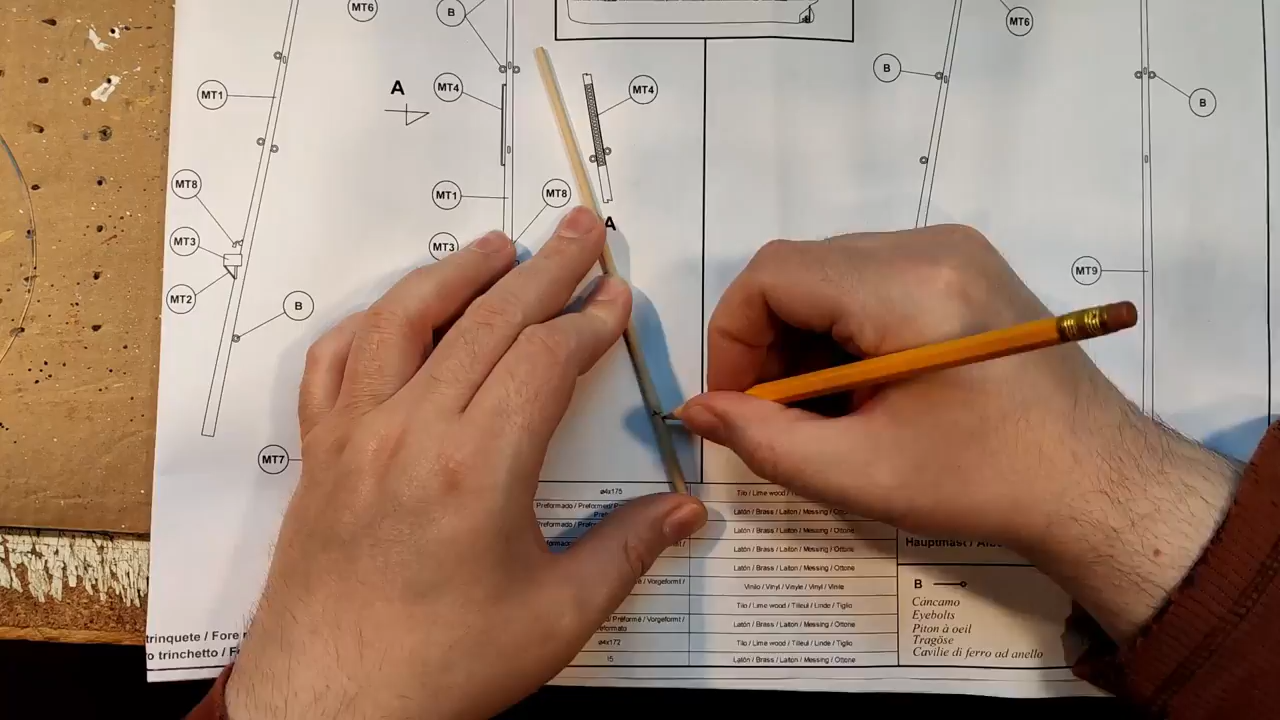 MT6
B
MT1
A
MT4
MT4
MT8
MT3
MT2
B
MT1
MT8
MT3
A
MT7
MT6
B
B
MT9
ø4x175
Preformado / Preformed /
Latón / Brass / Laiton / Messing / Ottone
Latón / Brass / Laiton / Messing / Ottone
Latón / Brass / Laiton / Messing / Ottone
Latón / Brass / Laiton / Messing / Ottone
Vinilo / Vinyl / Vinyle / Vinyl / Vinile
Tilo / Lime wood / Tilleul / Linde / Tiglio
Latón / Brass / Laiton / Messing / Ottone
ø4x172
Tilo / Lime wood / Tilleul / Linde / Tiglio
15
Latón / Brass / Laiton / Messing / Ottone
Hauptmast /
B
Cáncamo
Eyebolts
Piton à oeil
Tragöse
Cavilie di ferro ad anello
trinquete / Fore
o trinchetto /